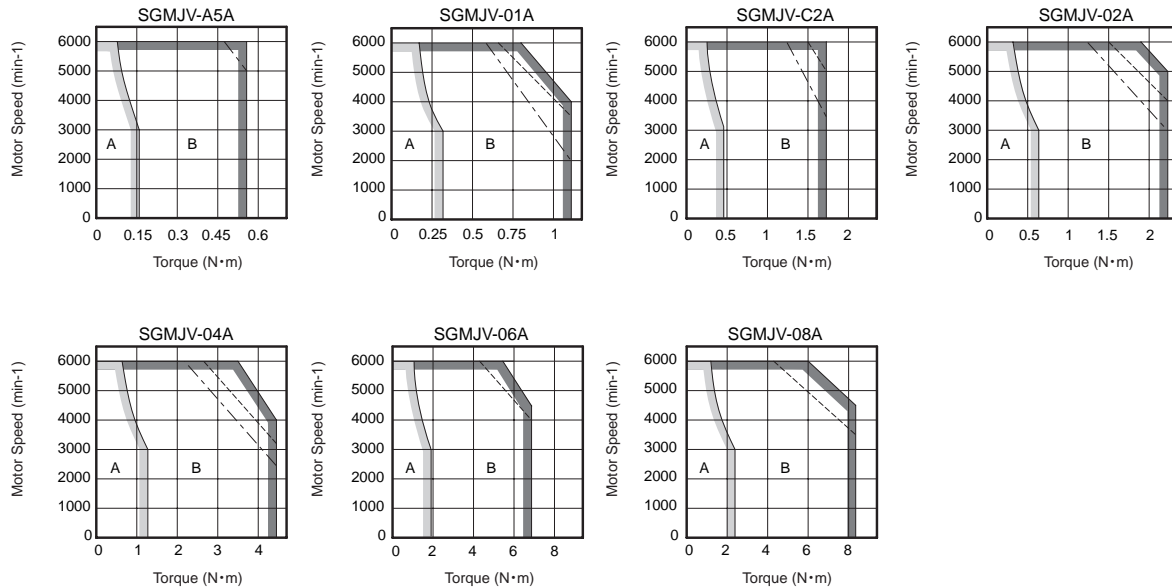 SGMJV-A5A
Motor Speed (min-1)
6000
5000
4000
3000
2000
1000
0
A
B
0 0.15 0.3 0.45 0.6
Torque (N•m)
SGMJV-01A
Motor Speed (min-1)
6000
5000
4000
3000
2000
1000
0
A
B
0 0.25 0.5 0.75 1
Torque (N•m)
SGMJV-C2A
Motor Speed (min-1)
6000
5000
4000
3000
2000
1000
0
A
B
0 0.5 1 1.5 2
Torque (N•m)
SGMJV-02A
Motor Speed (min-1)
6000
5000
4000
3000
2000
1000
0
A
B
0 0.5 1 1.5 2
Torque (N•m)
SGMJV-04A
Motor Speed (min-1)
6000
5000
4000
3000
2000
1000
0
A
B
0 1 2 3 4
Torque (N•m)
SGMJV-06A
Motor Speed (min-1)
6000
5000
4000
3000
2000
1000
0
A
B
0 2 4 6 8
Torque (N•m)
SGMJV-08A
Motor Speed (min-1)
6000
5000
4000
3000
2000
1000
0
A
B
0 2 4 6 8
Torque (N•m)